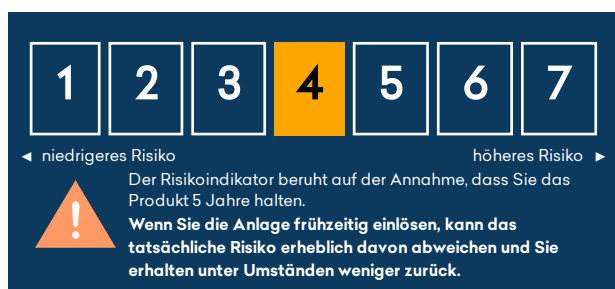 1 2 3 4 5 6 7
◄ niedrigeres Risiko höheres Risiko ►
Der Risikoindikator beruht auf der Annahme, dass Sie das
Produkt 5 Jahre halten.
Wenn Sie die Anlage frühzeitig einlösen, kann das
tatsächliche Risiko erheblich davon abweichen und Sie
erhalten unter Umständen weniger zurück.
!